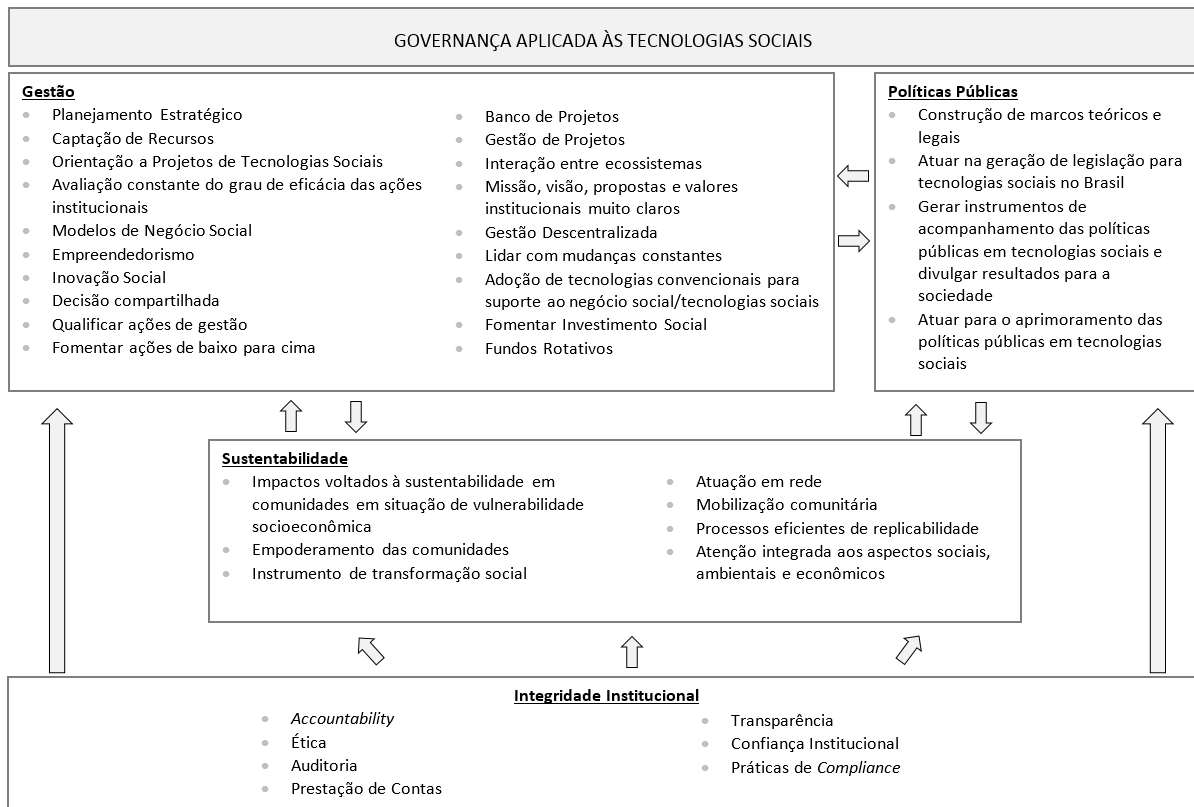 GOVERNANÇA APLICADA ÀS TECNOLOGIAS SOCIAIS
Gestão
Planejamento Estratégico
Captação de Recursos
Orientação a Projetos de Tecnologias Sociais
Avaliação constante do grau de eficácia das ações
institucionais
Modelos de Negócio Social
Empreendedorismo
Inovação Social
Decisão compartilhada
Qualificar ações de gestão
Fomentar ações de baixo para cima
Banco de Projetos
Gestão de Projetos
Interação entre ecossistemas
Missão, visão, propostas e valores
institucionais muito claros
Gestão Descentralizada
Lidar com mudanças constantes
Adoção de tecnologias convencionais para
suporte ao negócio social/tecnologias sociais
Fomentar Investimento Social
Fundos Rotativos
Políticas Públicas
Construção de marcos teóricos e
legais
Atuar na geração de legislação para
tecnologias sociais no Brasil
Gerar instrumentos de
acompanhamento das políticas
públicas em tecnologias sociais e
divulgar resultados para a
sociedade
Atuar para o aprimoramento das
políticas públicas em tecnologias
sociais
Sustentabilidade
Impactos voltados à sustentabilidade em
comunidades em situação de vulnerabilidade
socioeconômica
Empoderamento das comunidades
Instrumento de transformação social
Atuação em rede
Mobilização comunitária
Processos eficientes de replicabilidade
Atenção integrada aos aspectos sociais,
ambientais e econômicos
Integridade Institucional
Accountability
Ética
Auditoria
Prestação de Contas
Transparência
Confiança Institucional
Práticas de Compliance